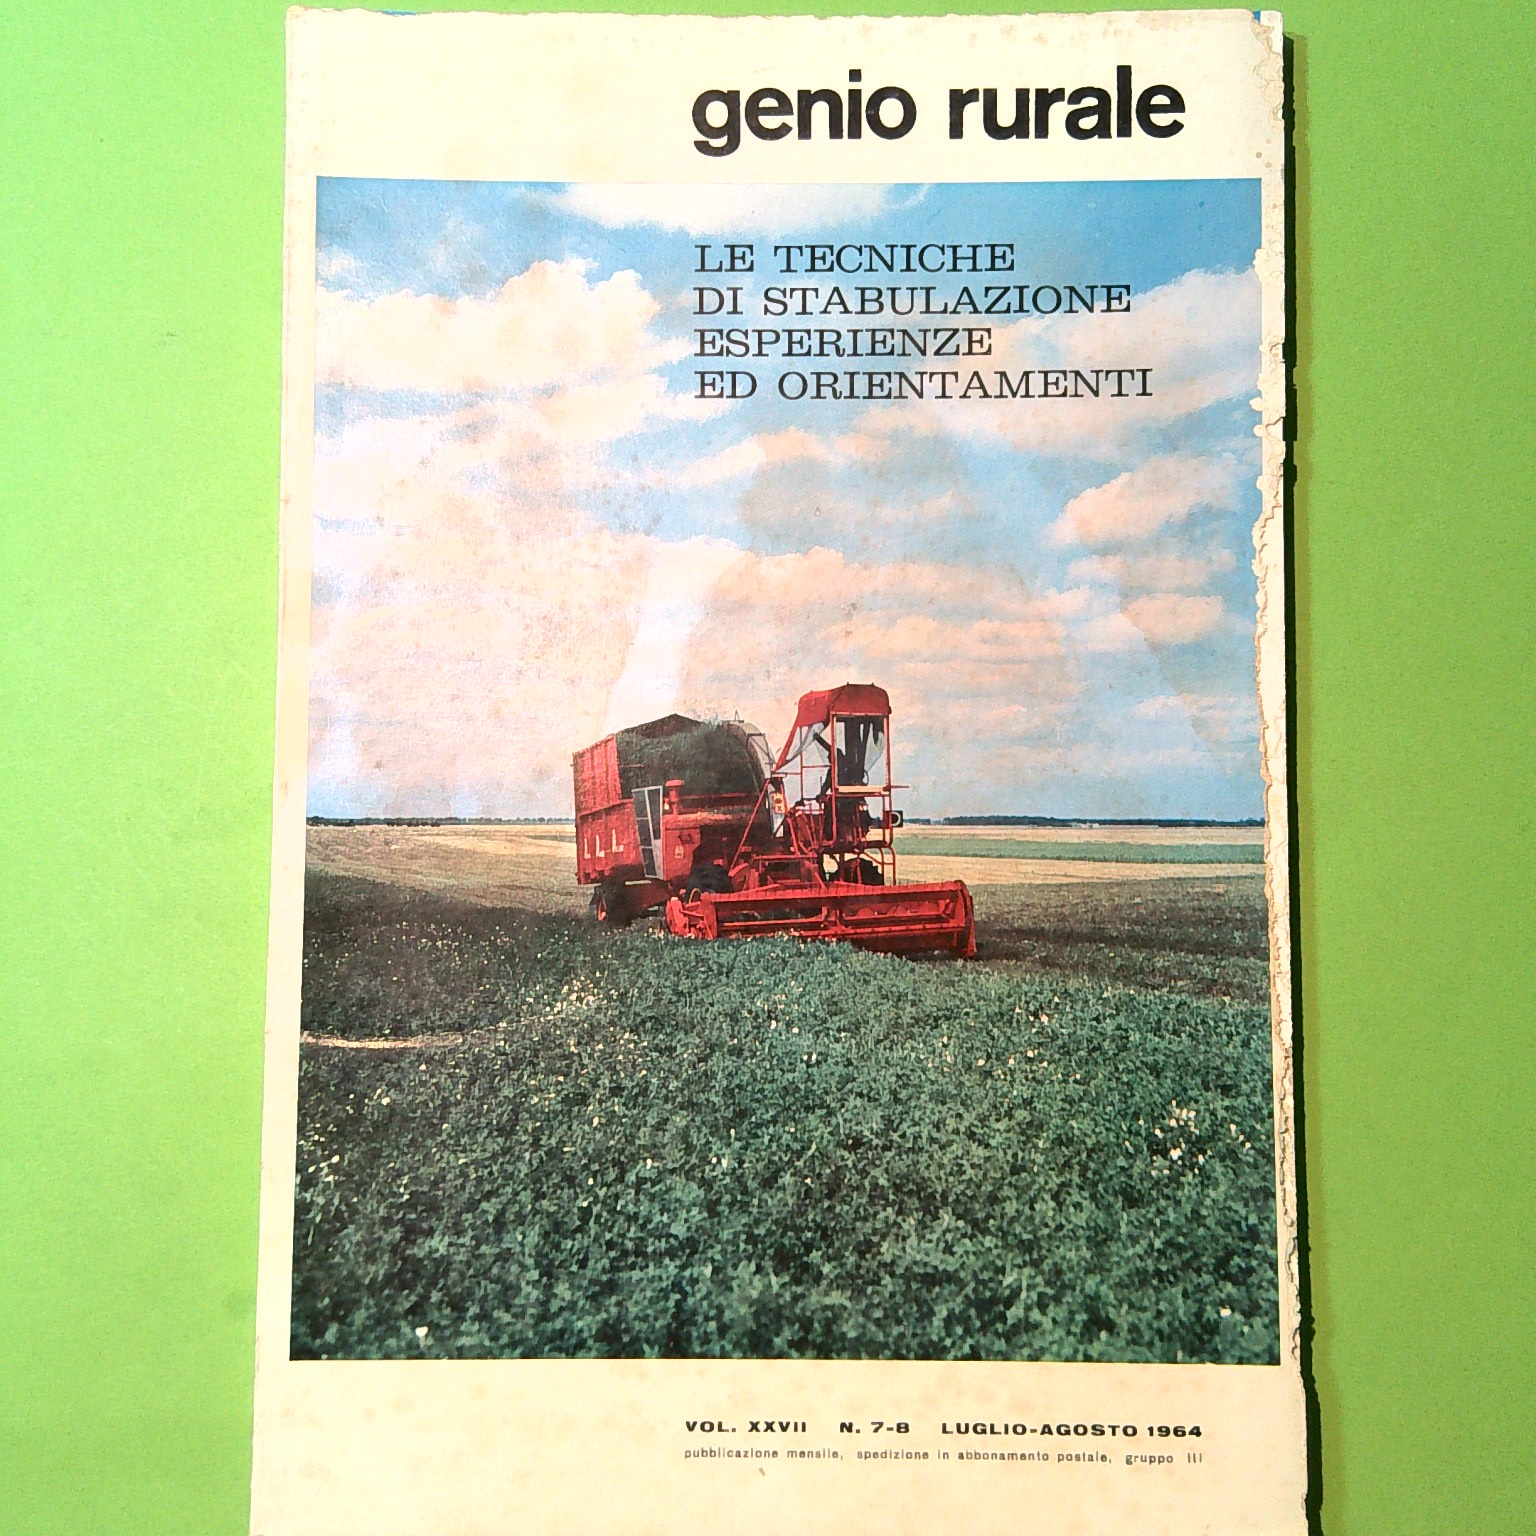 genio rurale
LE TECNICHE
DI STABULAZIONE
ESPERIENZE
ED ORIENTAMENTI
VOL. XXVII N. 7-8 LUGLIO-AGOSTO 1964
pubblicazione mensile, spedizione in abbonamento postale, gruppo III